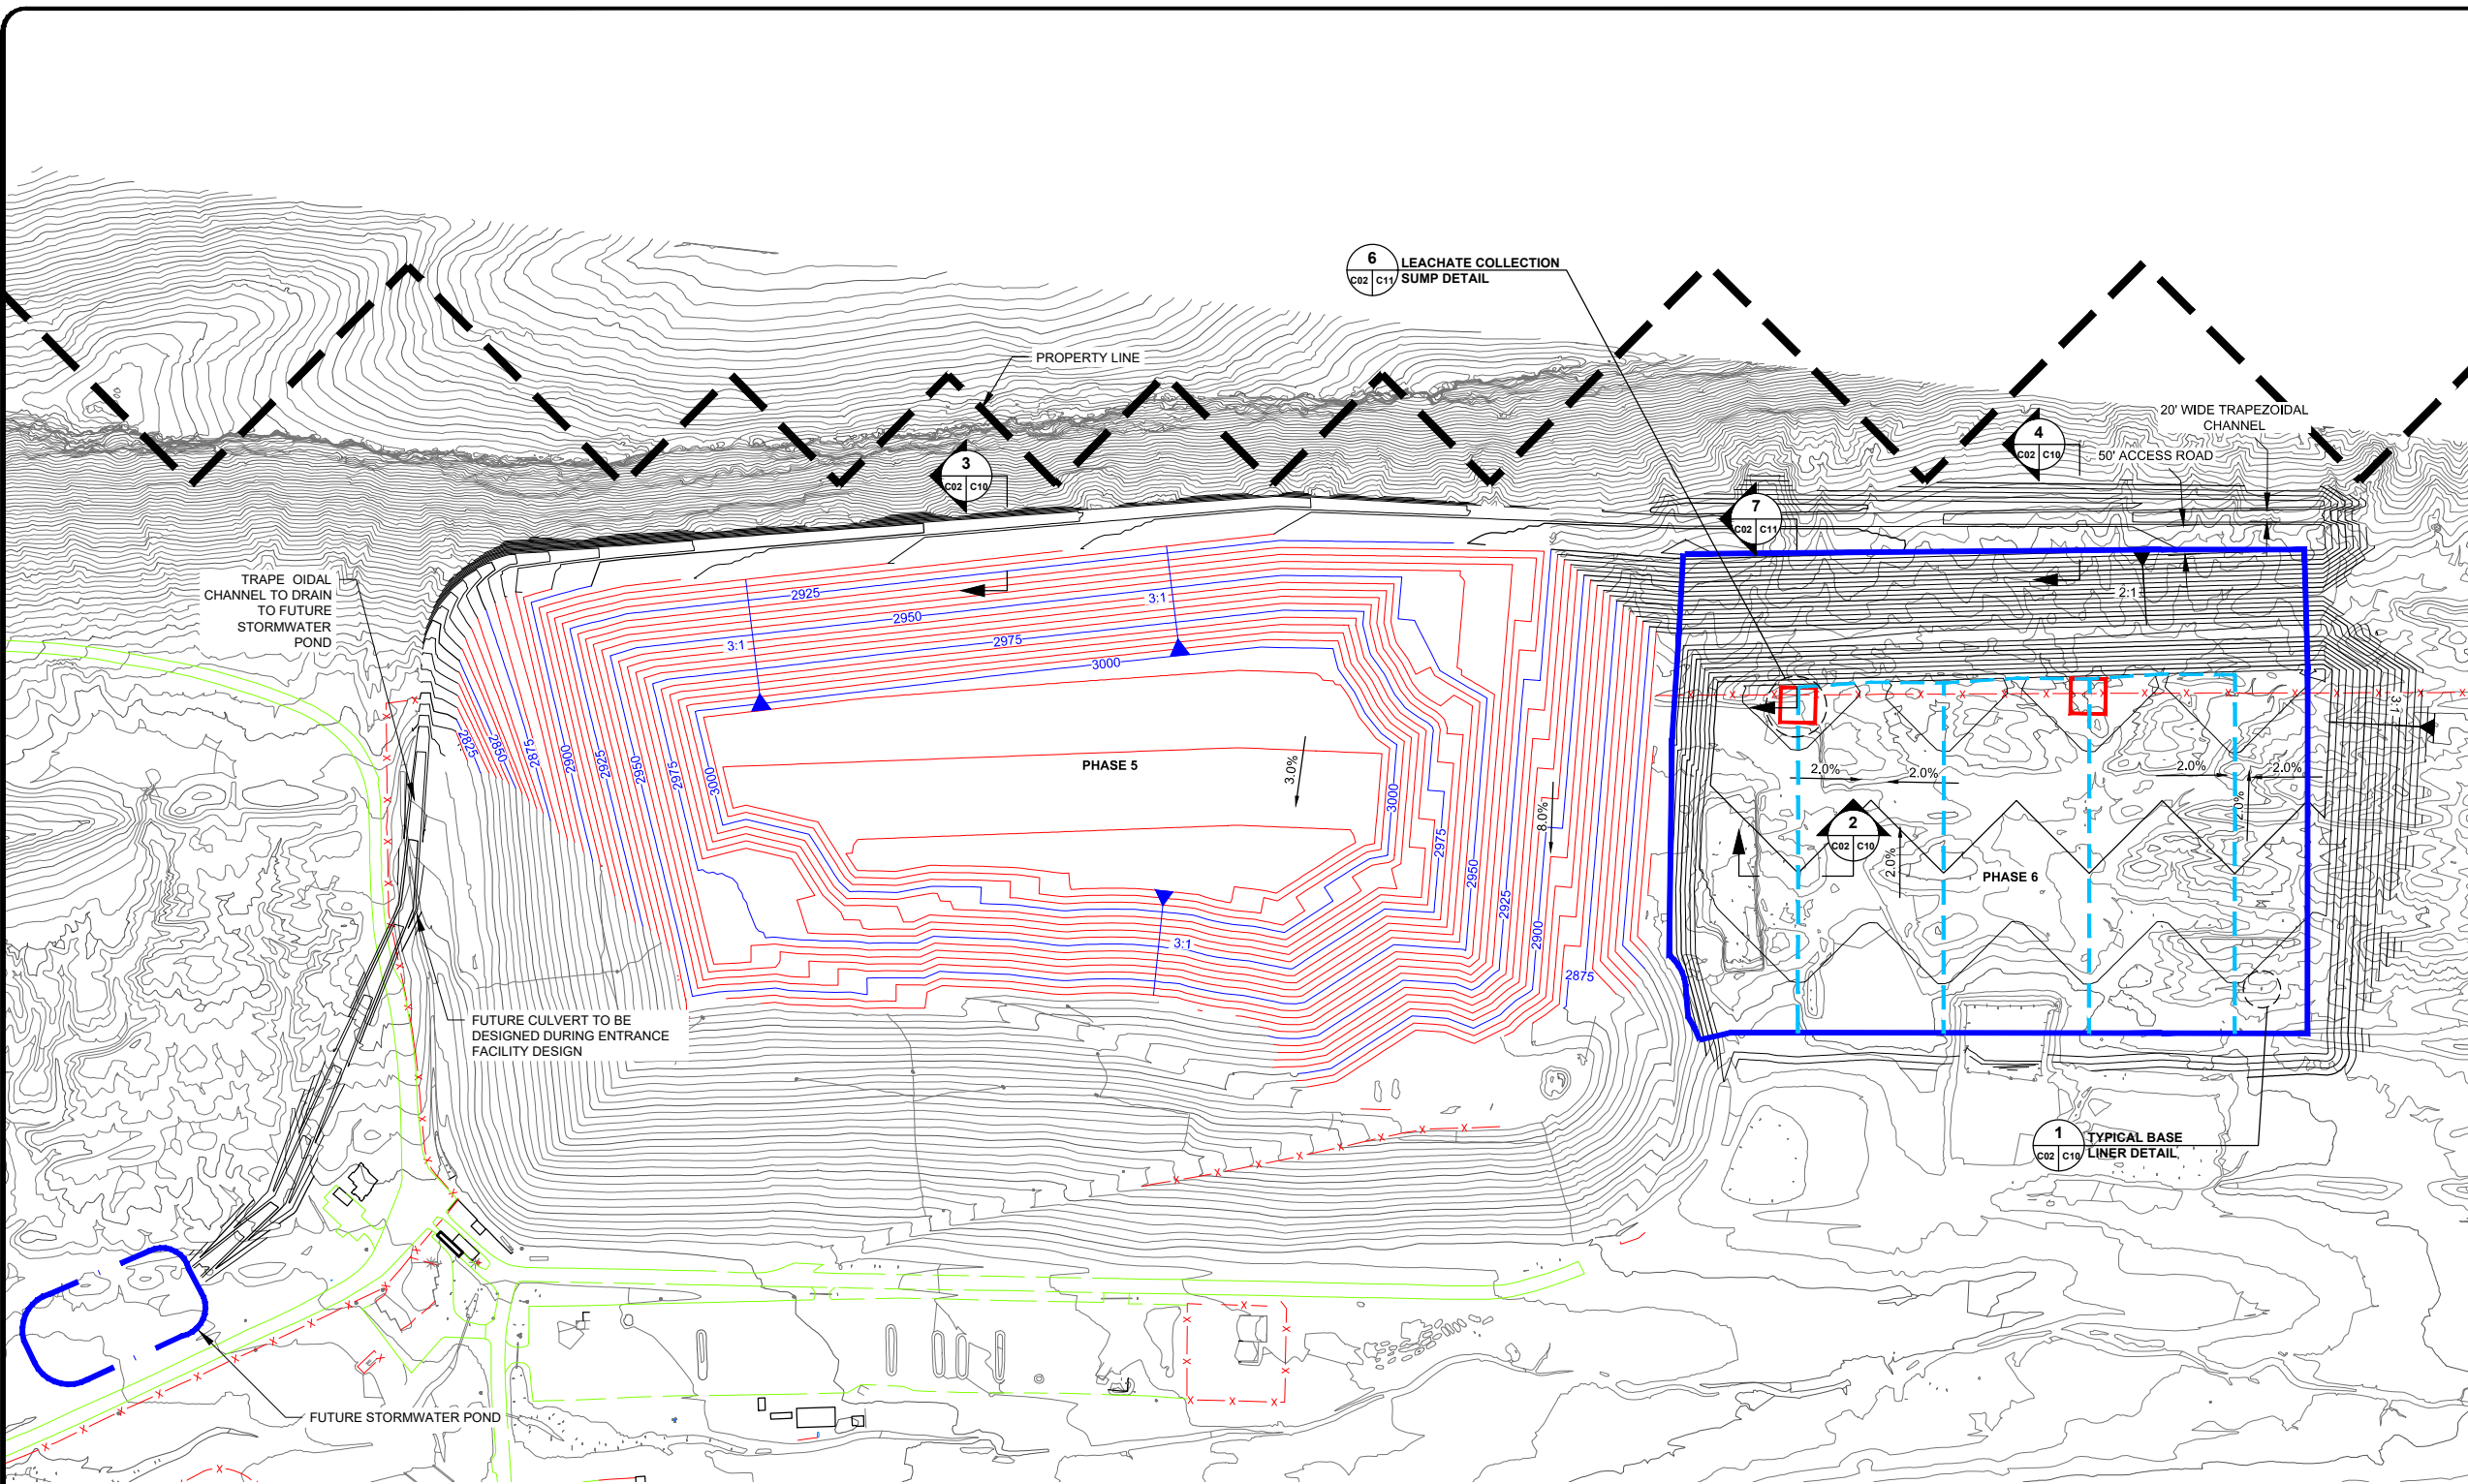 6
C02 C11
LEACHATE COLLECTION
SUMP DETAIL
PROPERTY LINE
20' WIDE TRAPEZOIDAL
CHANNEL
4
C02 C10
50' ACCESS ROAD
3
C02 C10
7
C02 C11
TRAPE OIDAL
CHANNEL TO DRAIN
TO FUTURE
STORMWATER
POND
2925
2950
2975
3000
3:1
3:1
2:1
3:1
2825
2850
2875
2900
2925
2950
2975
3000
PHASE 5
3.0%
3000
2975
2950
2925
2900
2875
8.0%
3:1
2.0%
2.0%
2.0%
2.0%
2.0%
2.0%
2
C02 C10
PHASE 6
FUTURE CULVERT TO BE
DESIGNED DURING ENTRANCE
FACILITY DESIGN
1
C02 C10
TYPICAL BASE
LINER DETAIL
FUTURE STORMWATER POND